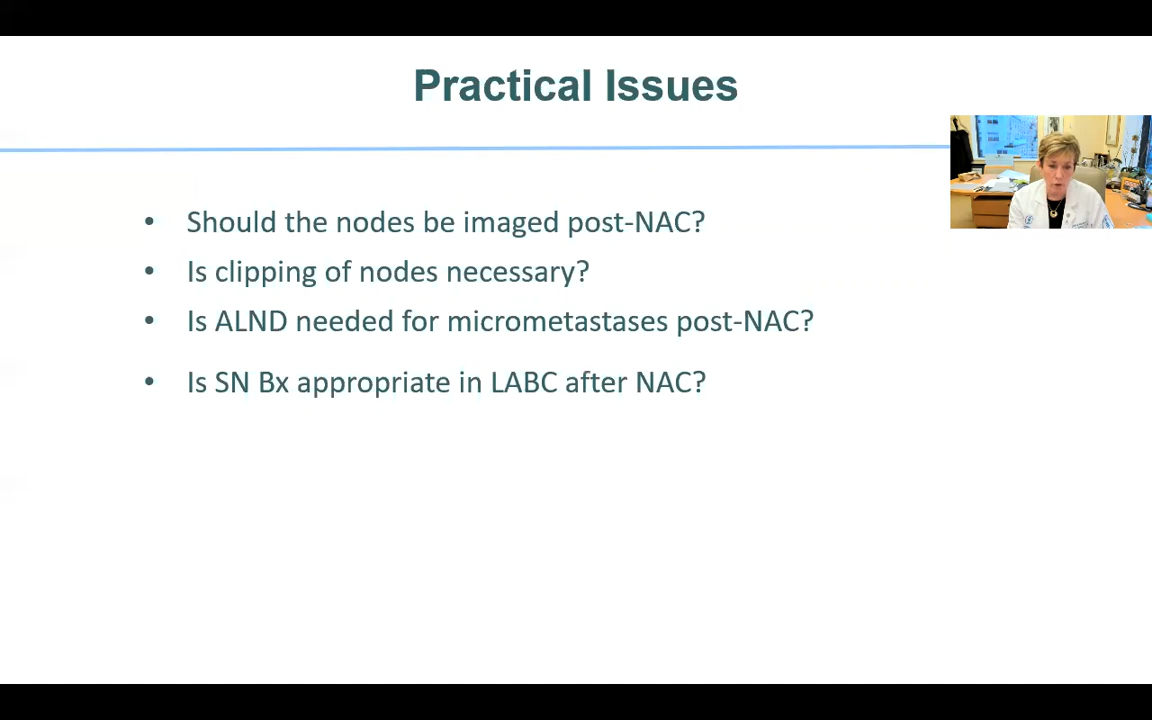 Practical Issues
• Should the nodes be imaged post-NAC?
• Is clipping of nodes necessary?
• Is ALND needed for micrometastases post-NAC?
• Is SN Bx appropriate in LABC after NAC?